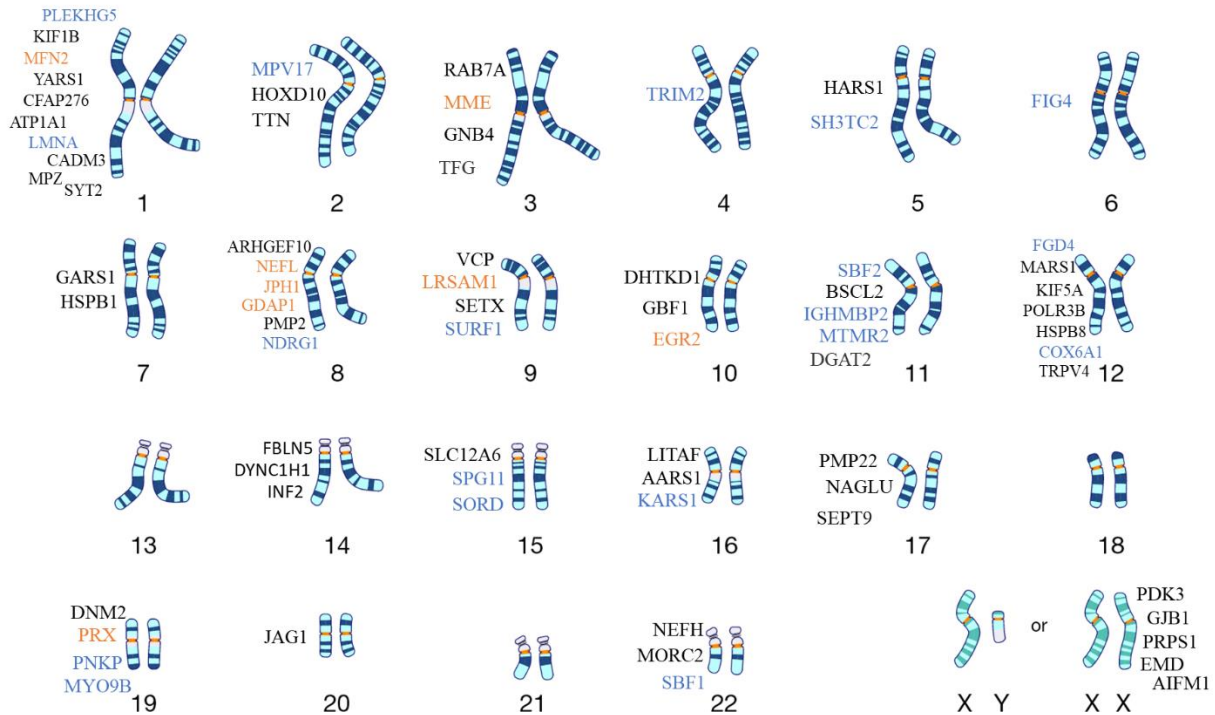 PLEKHG5
KIF1B
MFN2
YARS1
CFAP276
ATP1A1
LMNA
CADM3
MPZ
SYT2
1
MPV17
HOXD10
TTN
2
RAB7A
MME
GNB4
TFG
3
TRIM2
4
HARS1
SH3TC2
5
FIG4
6
GARS1
HSPB1
7
ARHGEF10
NEFL
JPH1
GDAP1
PMP2
NDRG1
8
VCP
LRSAM1
SETX
SURF1
9
DHTKD1
GBF1
EGR2
10
SBF2
BSCL2
IGHMBP2
MTMR2
DGAT2
11
FGD4
MARS1
KIF5A
POLR3B
HSPB8
COX6A1
TRPV4
12
13
FBLN5
DYNC1H1
INF2
14
SLC12A6
SPG11
SORD
15
LITAF
AARS1
KARS1
16
PMP22
NAGLU
SEPT9
17
18
DNM2
PRX
PNKP
MYO9B
19
JAG1
20
21
NEFH
MORC2
SBF1
22
X Y
or
PDK3
GJB1
PRPS1
EMD
AIFM1
X X